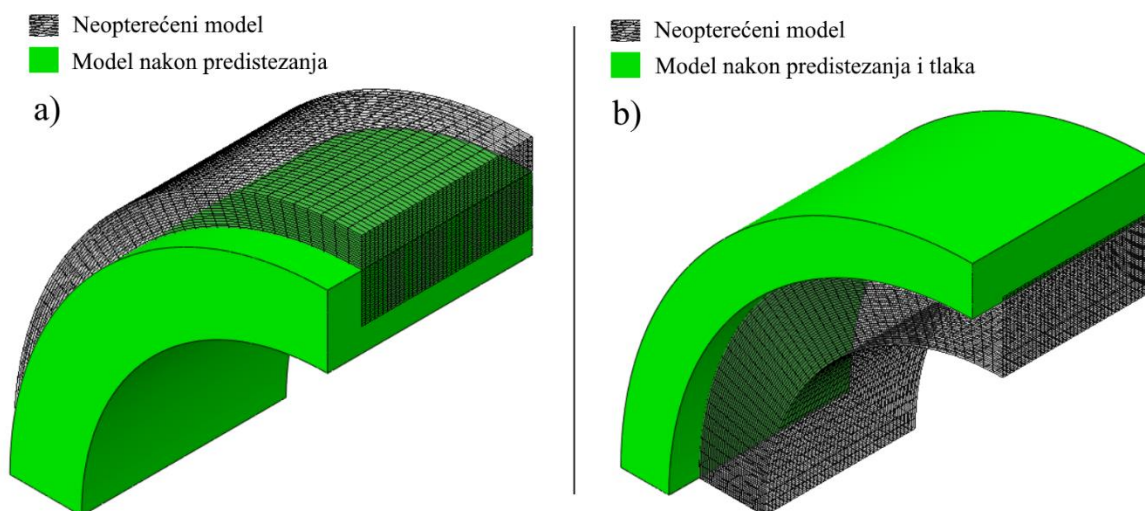 Neopterećeni model
Model nakon predistezanja
a)
Neopterećeni model
Model nakon predistezanja i tlaka
b)